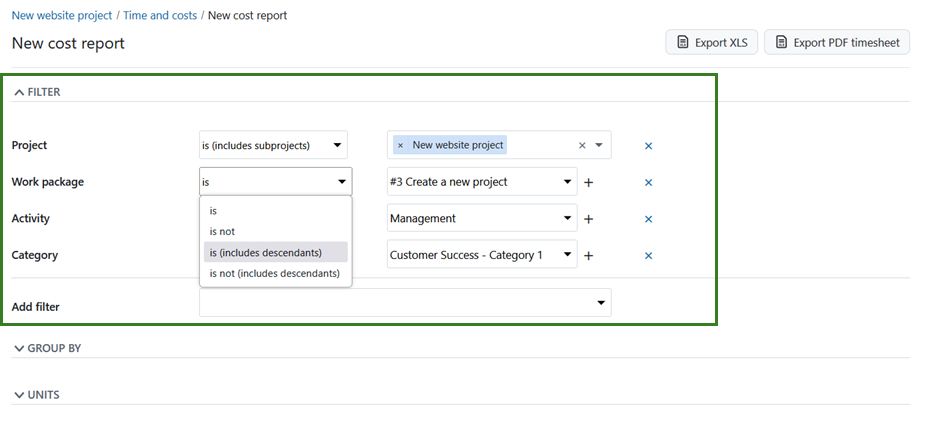 New website project / Time and costs / New cost report
New cost report
Export XLS
Export PDF timesheet
FILTER
Project is (includes subprojects) × New website project
Work package is #3 Create a new project
is
Activity Management
is not
Category is (includes descendants) Customer Success - Category 1
is not (includes descendants)
Add filter
GROUP BY
UNITS